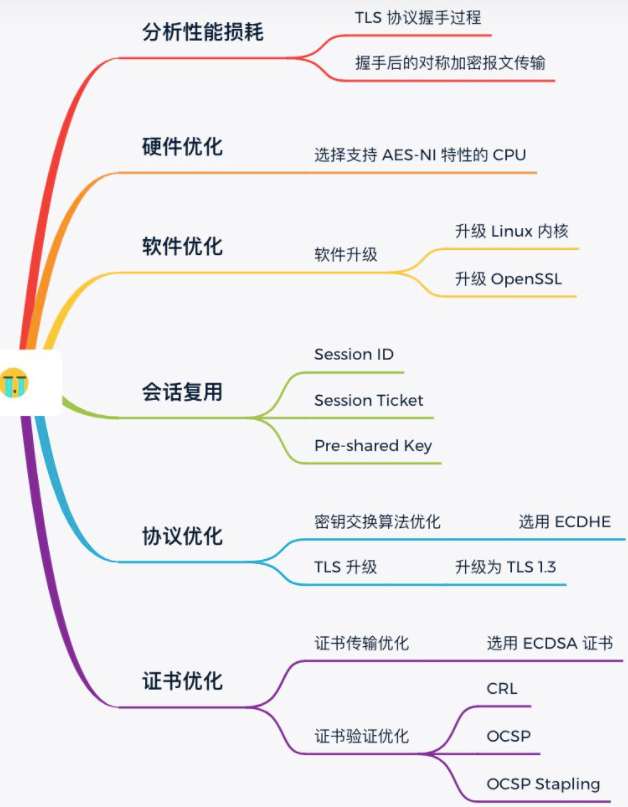 分析性能损耗
TLS 协议握手过程
握手后的对称加密报文传输
硬件优化
选择支持 AES-NI 特性的 CPU
软件优化
软件升级
升级 Linux 内核
升级 OpenSSL
会话复用
Session ID
Session Ticket
Pre-shared Key
协议优化
密钥交换算法优化
选用 ECDHE
TLS 升级
升级为 TLS 1.3
证书优化
证书传输优化
选用 ECDSA 证书
证书验证优化
CRL
OCSP
OCSP Stapling